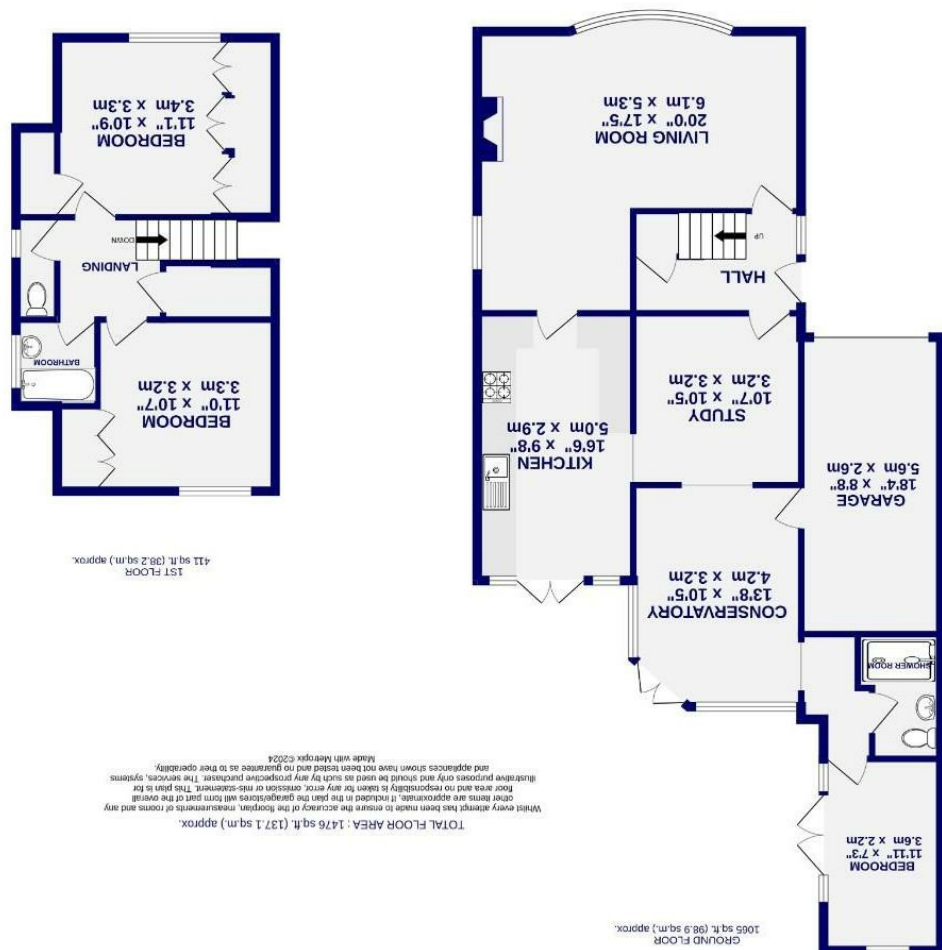 GROUND FLOOR
1065 sq.ft. (98.9 sq.m.) approx.
BEDROOM
11'11" x 7'3"
3.6m x 2.2m
SHOWER ROOM
CONSERVATORY
13'8" x 10'5"
4.2m x 3.2m
GARAGE
18'4" x 8'8"
5.6m x 2.6m
KITCHEN
16'6" x 9'8"
5.0m x 2.9m
STUDY
10'7" x 10'5"
3.2m x 3.2m
HALL
UP
LIVING ROOM
20'0" x 17'5"
6.1m x 5.3m
1ST FLOOR
411 sq.ft. (38.2 sq.m.) approx.
BEDROOM
11'0" x 10'7"
3.3m x 3.2m
BATHROOM
LANDING
DOWN
BEDROOM
11'1" x 10'9"
3.4m x 3.3m
TOTAL FLOOR AREA : 1476 sq.ft. (137.1 sq.m.) approx.
Whilst every attempt has been made to ensure the accuracy of the floorplan, measurements of rooms and any
other items are approximate, if included in the plan the garage/stores will form part of the overall
floor area and no responsibility is taken for any error, omission or mis-statement. This plan is for
illustrative purposes only and should be used as such by any prospective purchaser. The services, systems
and appliances shown have not been tested and no guarantee as to their operability.
Made with Metropix ©2024